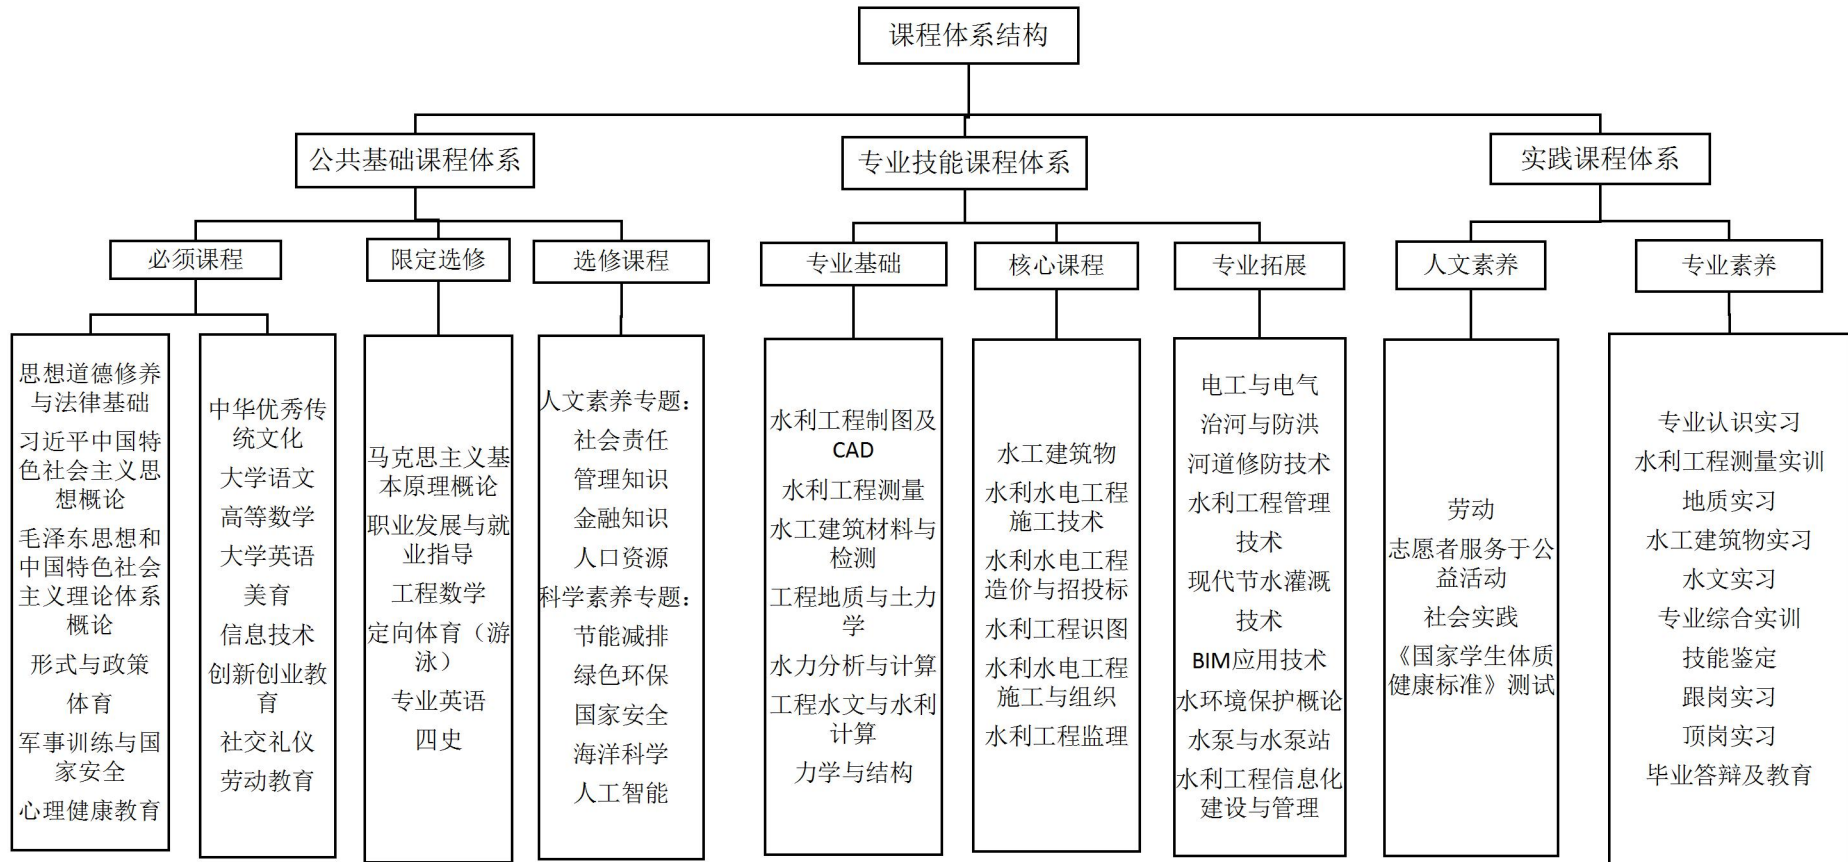 课程体系结构
公共基础课程体系
专业技能课程体系
实践课程体系
必须课程
限定选修
选修课程
专业基础
核心课程
专业拓展
人文素养
专业素养
思想道德修养
与法律基础
习近平中国特
色社会主义思
想概论
毛泽东思想和
中国特色社会
主义理论体系
概论
形式与政策
体育
军事训练与国
家安全
心理健康教育
中华优秀传
统文化
大学语文
高等数学
大学英语
美育
信息技术
创新创业教
育
社交礼仪
劳动教育
马克思主义基
本原理概论
职业发展与就
业指导
工程数学
定向体育（游
泳）
专业英语
四史
人文素养专题：
社会责任
管理知识
金融知识
人口资源
科学素养专题：
节能减排
绿色环保
国家安全
海洋科学
人工智能
水利工程制图及
CAD
水利工程测量
水工建筑材料与
检测
工程地质与土力
学
水力分析与计算
工程水文与水利
计算
力学与结构
水工建筑物
水利水电工程
施工技术
水利水电工程
造价与招投标
水利工程识图
水利水电工程
施工与组织
水利工程监理
电工与电气
治河与防洪
河道修防技术
水利工程管理
技术
现代节水灌溉
技术
BIM应用技术
水环境保护概论
水泵与水泵站
水利工程信息化
建设与管理
劳动
志愿者服务于公
益活动
社会实践
《国家学生体质
健康标准》测试
专业认识实习
水利工程测量实训
地质实习
水工建筑物实习
水文实习
专业综合实训
技能鉴定
跟岗实习
顶岗实习
毕业答辩及教育